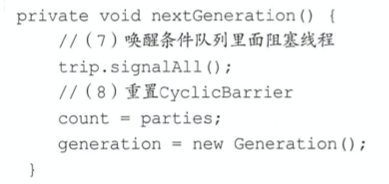 private void nextGeneration() {
//（7）唤醒条件队列里面阻塞线程
trip.signalAll();
//（8）重置CyclicBarrier
count = parties;
generation = new Generation();
}